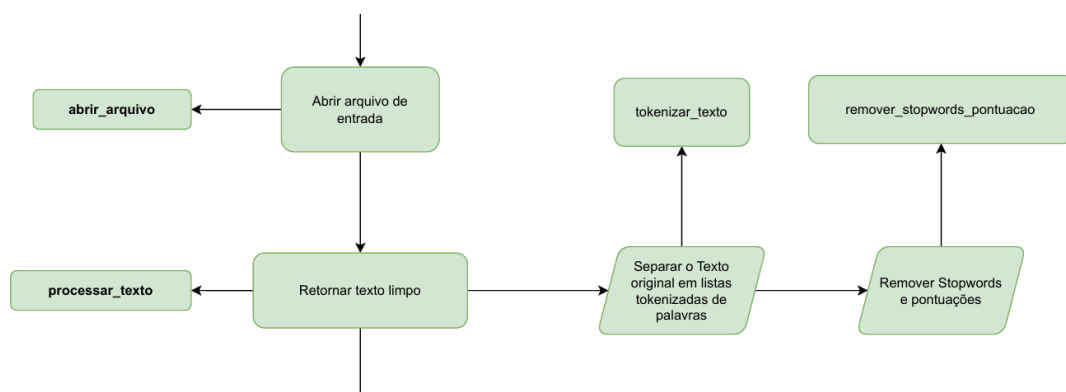 abrir_arquivo
Abrir arquivo de
entrada
tokenizar_texto
remover_stopwords_pontuacao
processar_texto
Retornar texto limpo
Separar o Texto
original em listas
tokenizadas de
palavras
Remover Stopwords
e pontuações